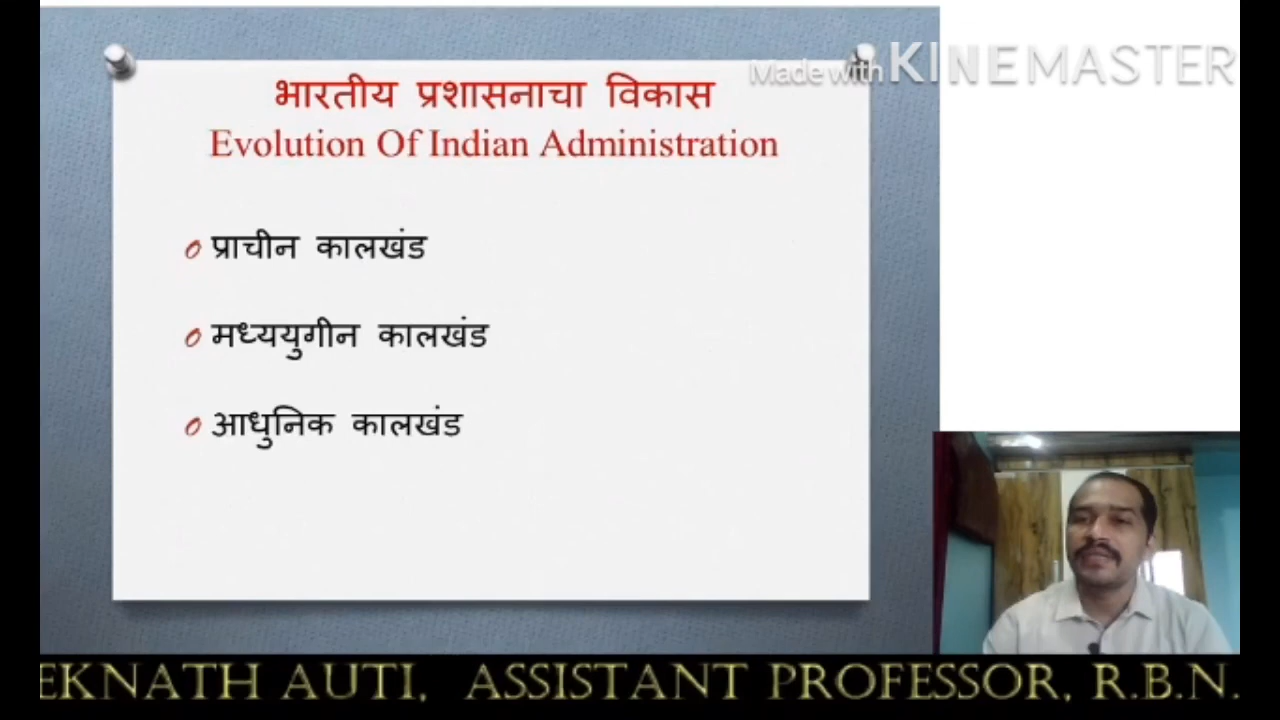 Made with KINEMASTER
भारतीय प्रशासनाचा विकास
Evolution Of Indian Administration
प्राचीन कालखंड
मध्ययुगीन कालखंड
आधुनिक कालखंड
EKNATH AUTI, ASSISTANT PROFESSOR, R.B.N.